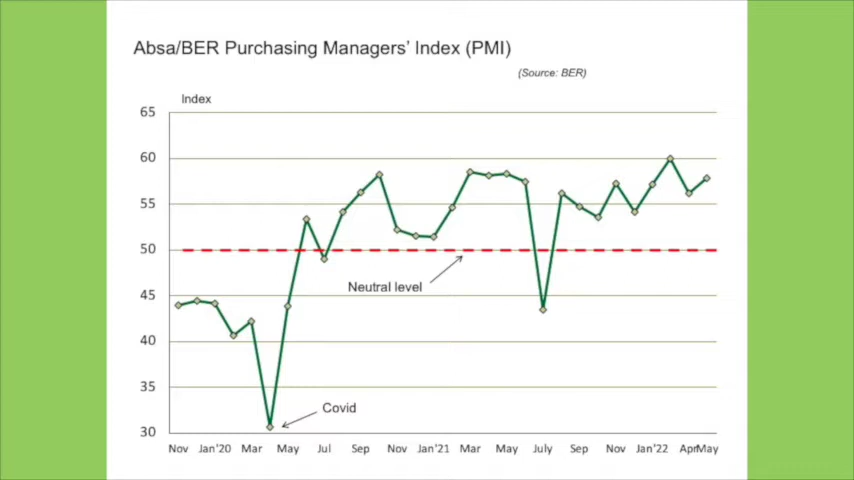 Absa/BER Purchasing Managers' Index (PMI)
(Source: BER)
Index
65
60
55
50
45
40
35
30
Neutral level
Covid
Nov Jan'20 Mar May Jul Sep Nov Jan'21 Mar May July Sep Nov Jan'22 Apr May